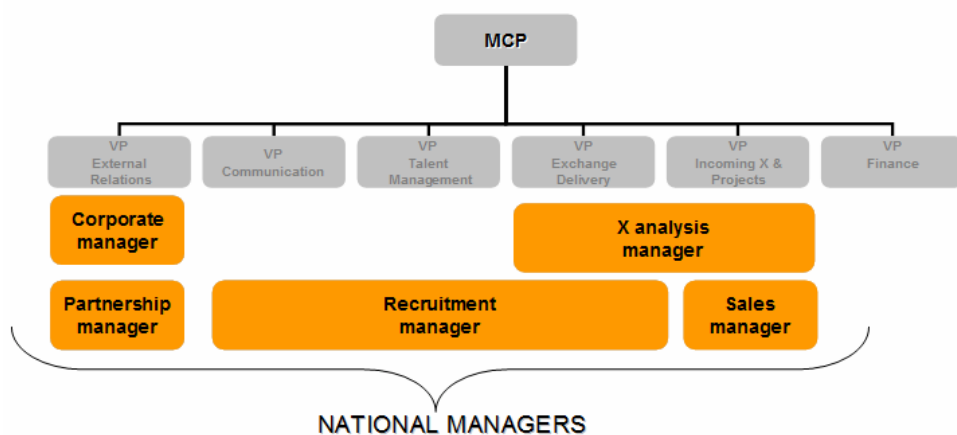 MCP
VP
External
Relations
VP
Communication
VP
Talent
Management
VP
Exchange
Delivery
VP
Incoming X &
Projects
VP
Finance
Corporate
manager
X analysis
manager
Partnership
manager
Recruitment
manager
Sales
manager
NATIONAL MANAGERS